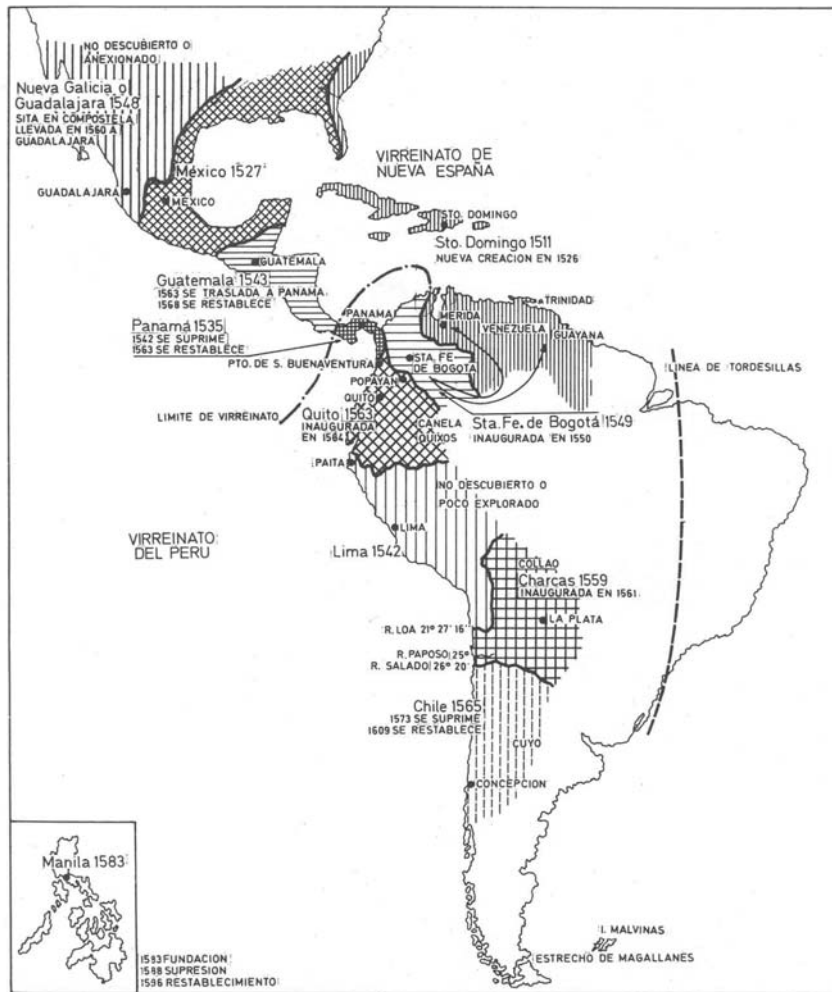 NO DESCUBIERTO O
ANEXIONADO
Nueva Galicia o
Guadalajara 1548
SITA EN COMPOSTELA
LLEVADA EN 1560 A
GUADALAJARA
México 1527
GUADALAJARA
MÉXICO
VIRREINATO DE
NUEVA ESPAÑA
STO. DOMINGO
Sto. Domingo 1511
NUEVA CREACION EN 1526
GUATEMALA
Guatemala 1543
1563 SE TRASLADA A PANAMA
1568 SE RESTABLECE
Panamá 1535
1542 SE SUPRIME
1563 SE RESTABLECE
PANAMA
MERIDA
TRINIDAD
VENEZUELA
GUAYANA
PTO. DE S. BUENAVENTURA
STA. FE
DE BOGOTA
LINEA DE TORDESILLAS
POPAYAN
QUITO
LIMITE DE VIRREINATO
Quito 1563
INAUGURADA
EN 1564
CANELA
QUIXOS
Sta. Fe. de Bogotá 1549
INAUGURADA EN 1550
PAITA
NO DESCUBIERTO O
POCO EXPLORADO
LIMA
Lima 1542
VIRREINATO
DEL PERU
COLLAO
Charcas 1559
INAUGURADA EN 1561
LA PLATA
R. LOA 21º 27' 16"
R. PAPOSO 25º
R. SALADO 26º 20'
Chile 1565
1573 SE SUPRIME
1609 SE RESTABLECE
CUYO
CONCEPCION
Manila 1583
1583 FUNDACION
1588 SUPRESION
1596 RESTABLECIMENTO
I. MALVINAS
ESTRECHO DE MAGALLANES